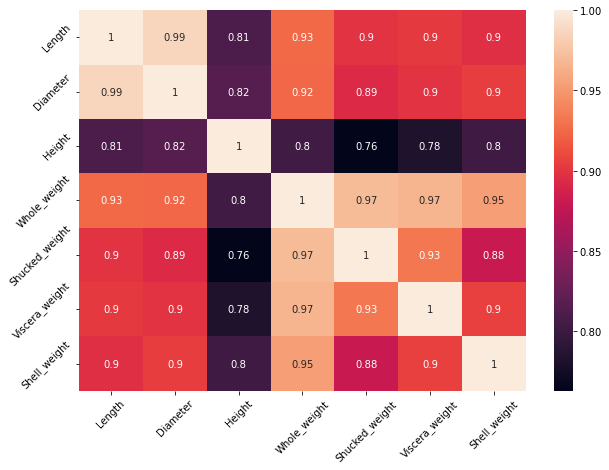 Length 1 0.99 0.81 0.93 0.9 0.9 0.9
Diameter 0.99 1 0.82 0.92 0.89 0.9 0.9
Height 0.81 0.82 1 0.8 0.76 0.78 0.8
Whole_weight 0.93 0.92 0.8 1 0.97 0.97 0.95
Shucked_weight 0.9 0.89 0.76 0.97 1 0.93 0.88
Viscera_weight 0.9 0.9 0.78 0.97 0.93 1 0.9
Shell_weight 0.9 0.9 0.8 0.95 0.88 0.9 1
Length Diameter Height Whole_weight Shucked_weight Viscera_weight Shell_weight
1.00
0.95
0.90
0.85
0.80